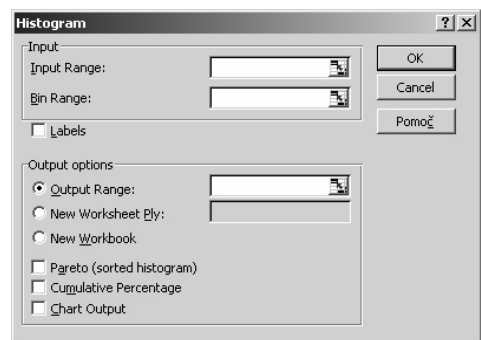 Histogram
Input
Input Range:
Bin Range:
Labels
Output options
Output Range:
New Worksheet Ply:
New Workbook
Pareto (sorted histogram)
Cumulative Percentage
Chart Output
OK
Cancel
Pomoč